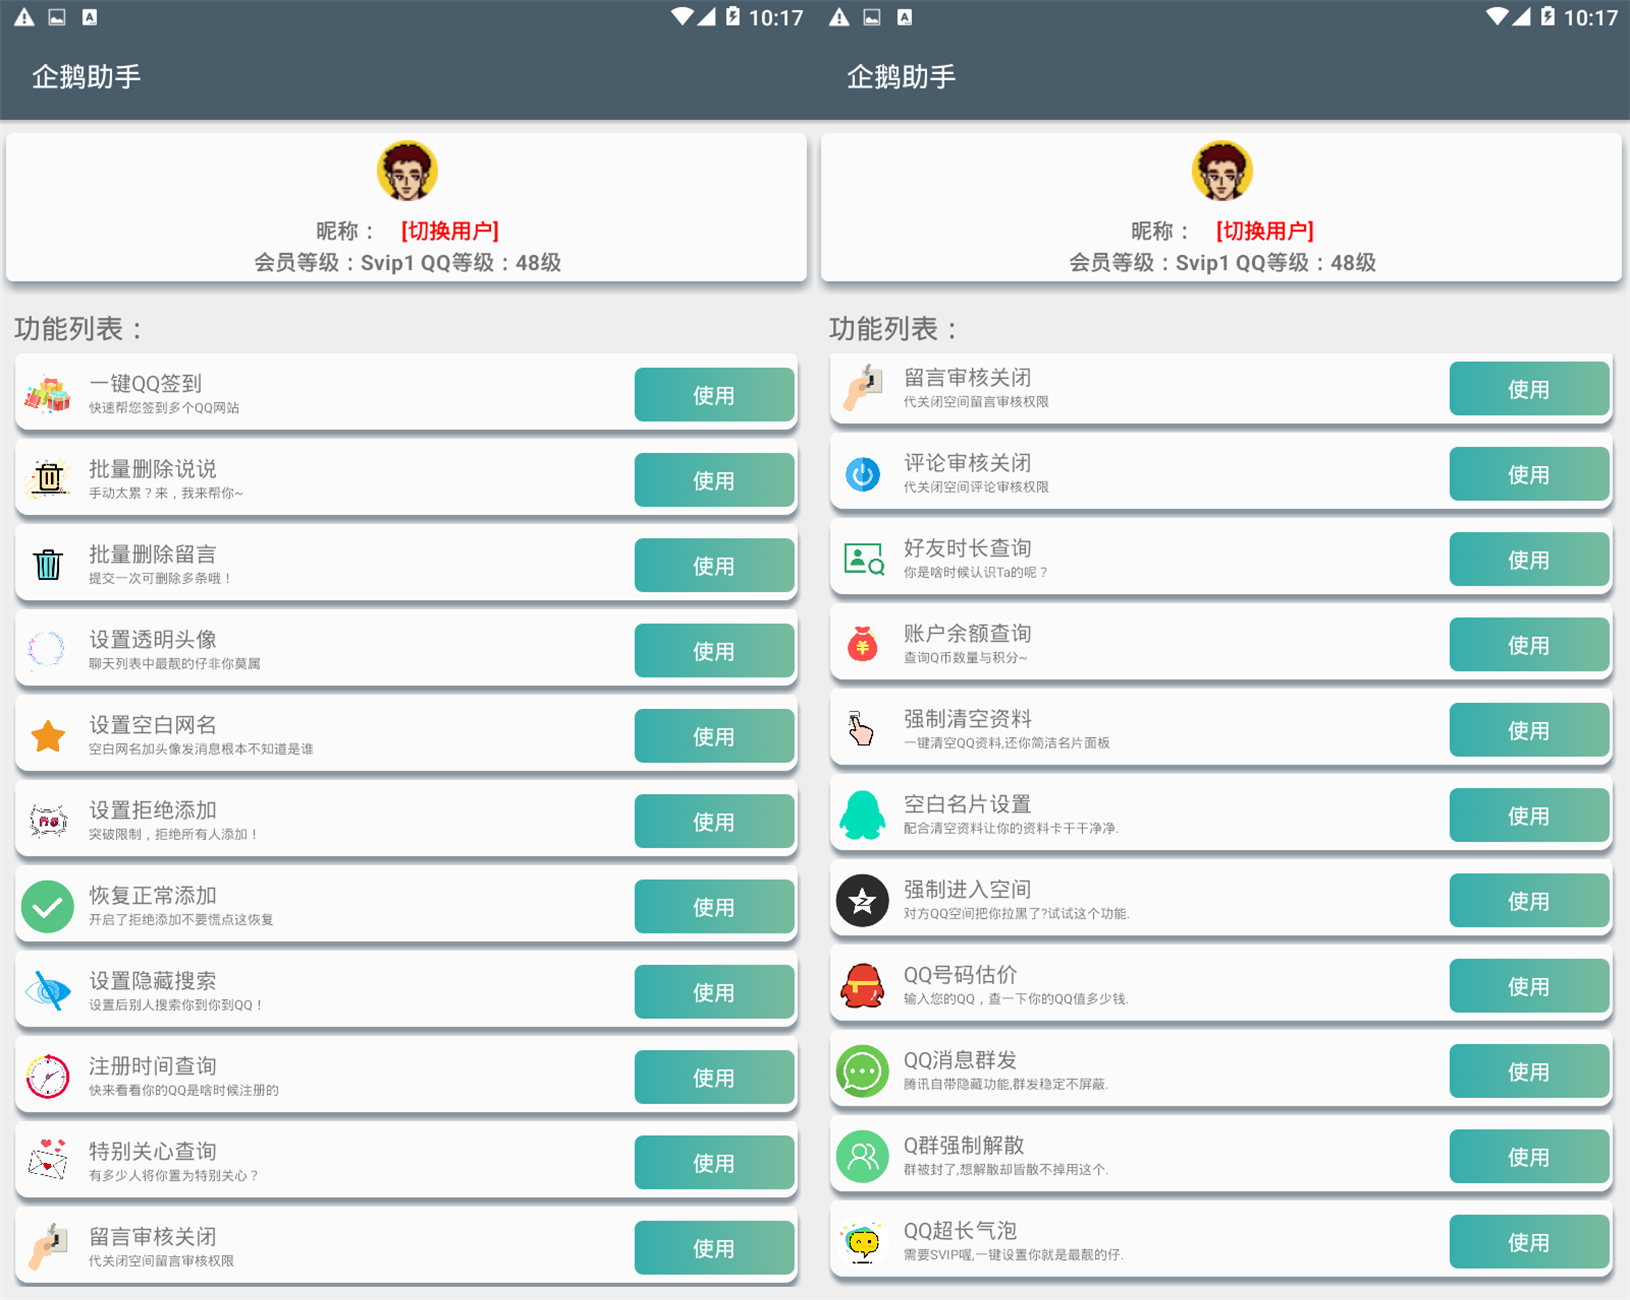 10:17
企鹅助手
昵称： [切换用户]
会员等级：Svip1 QQ等级：48级
功能列表：
一键QQ签到
快速帮您签到多个QQ网站
使用
批量删除说说
手动太累？来，我来帮你~
使用
批量删除留言
提交一次可删除多条哦！
使用
设置透明头像
聊天列表中最靓的仔非你莫属
使用
设置空白网名
空白网名加头像发消息根本不知道是谁
使用
设置拒绝添加
突破限制，拒绝所有人添加！
使用
恢复正常添加
开启了拒绝添加不要慌点这恢复
使用
设置隐藏搜索
设置后别人搜索你到你到QQ！
使用
注册时间查询
快来看看你的QQ是啥时候注册的
使用
特别关心查询
有多少人将你置为特别关心？
使用
留言审核关闭
代关闭空间留言审核权限
使用
10:17
企鹅助手
昵称： [切换用户]
会员等级：Svip1 QQ等级：48级
功能列表：
留言审核关闭
代关闭空间留言审核权限
使用
评论审核关闭
代关闭空间评论审核权限
使用
好友时长查询
你是啥时候认识Ta的呢？
使用
账户余额查询
查询Q币数量与积分~
使用
强制清空资料
一键清空QQ资料,还你简洁名片面板
使用
空白名片设置
配合清空资料让你的资料卡干干净净.
使用
强制进入空间
对方QQ空间把你拉黑了?试试这个功能.
使用
QQ号码估价
输入您的QQ，查一下你的QQ值多少钱.
使用
QQ消息群发
腾讯自带隐藏功能,群发稳定不屏蔽.
使用
Q群强制解散
群被封了,想解散却皆散不掉用这个.
使用
QQ超长气泡
需要SVIP喔,一键设置你就是最靓的仔.
使用